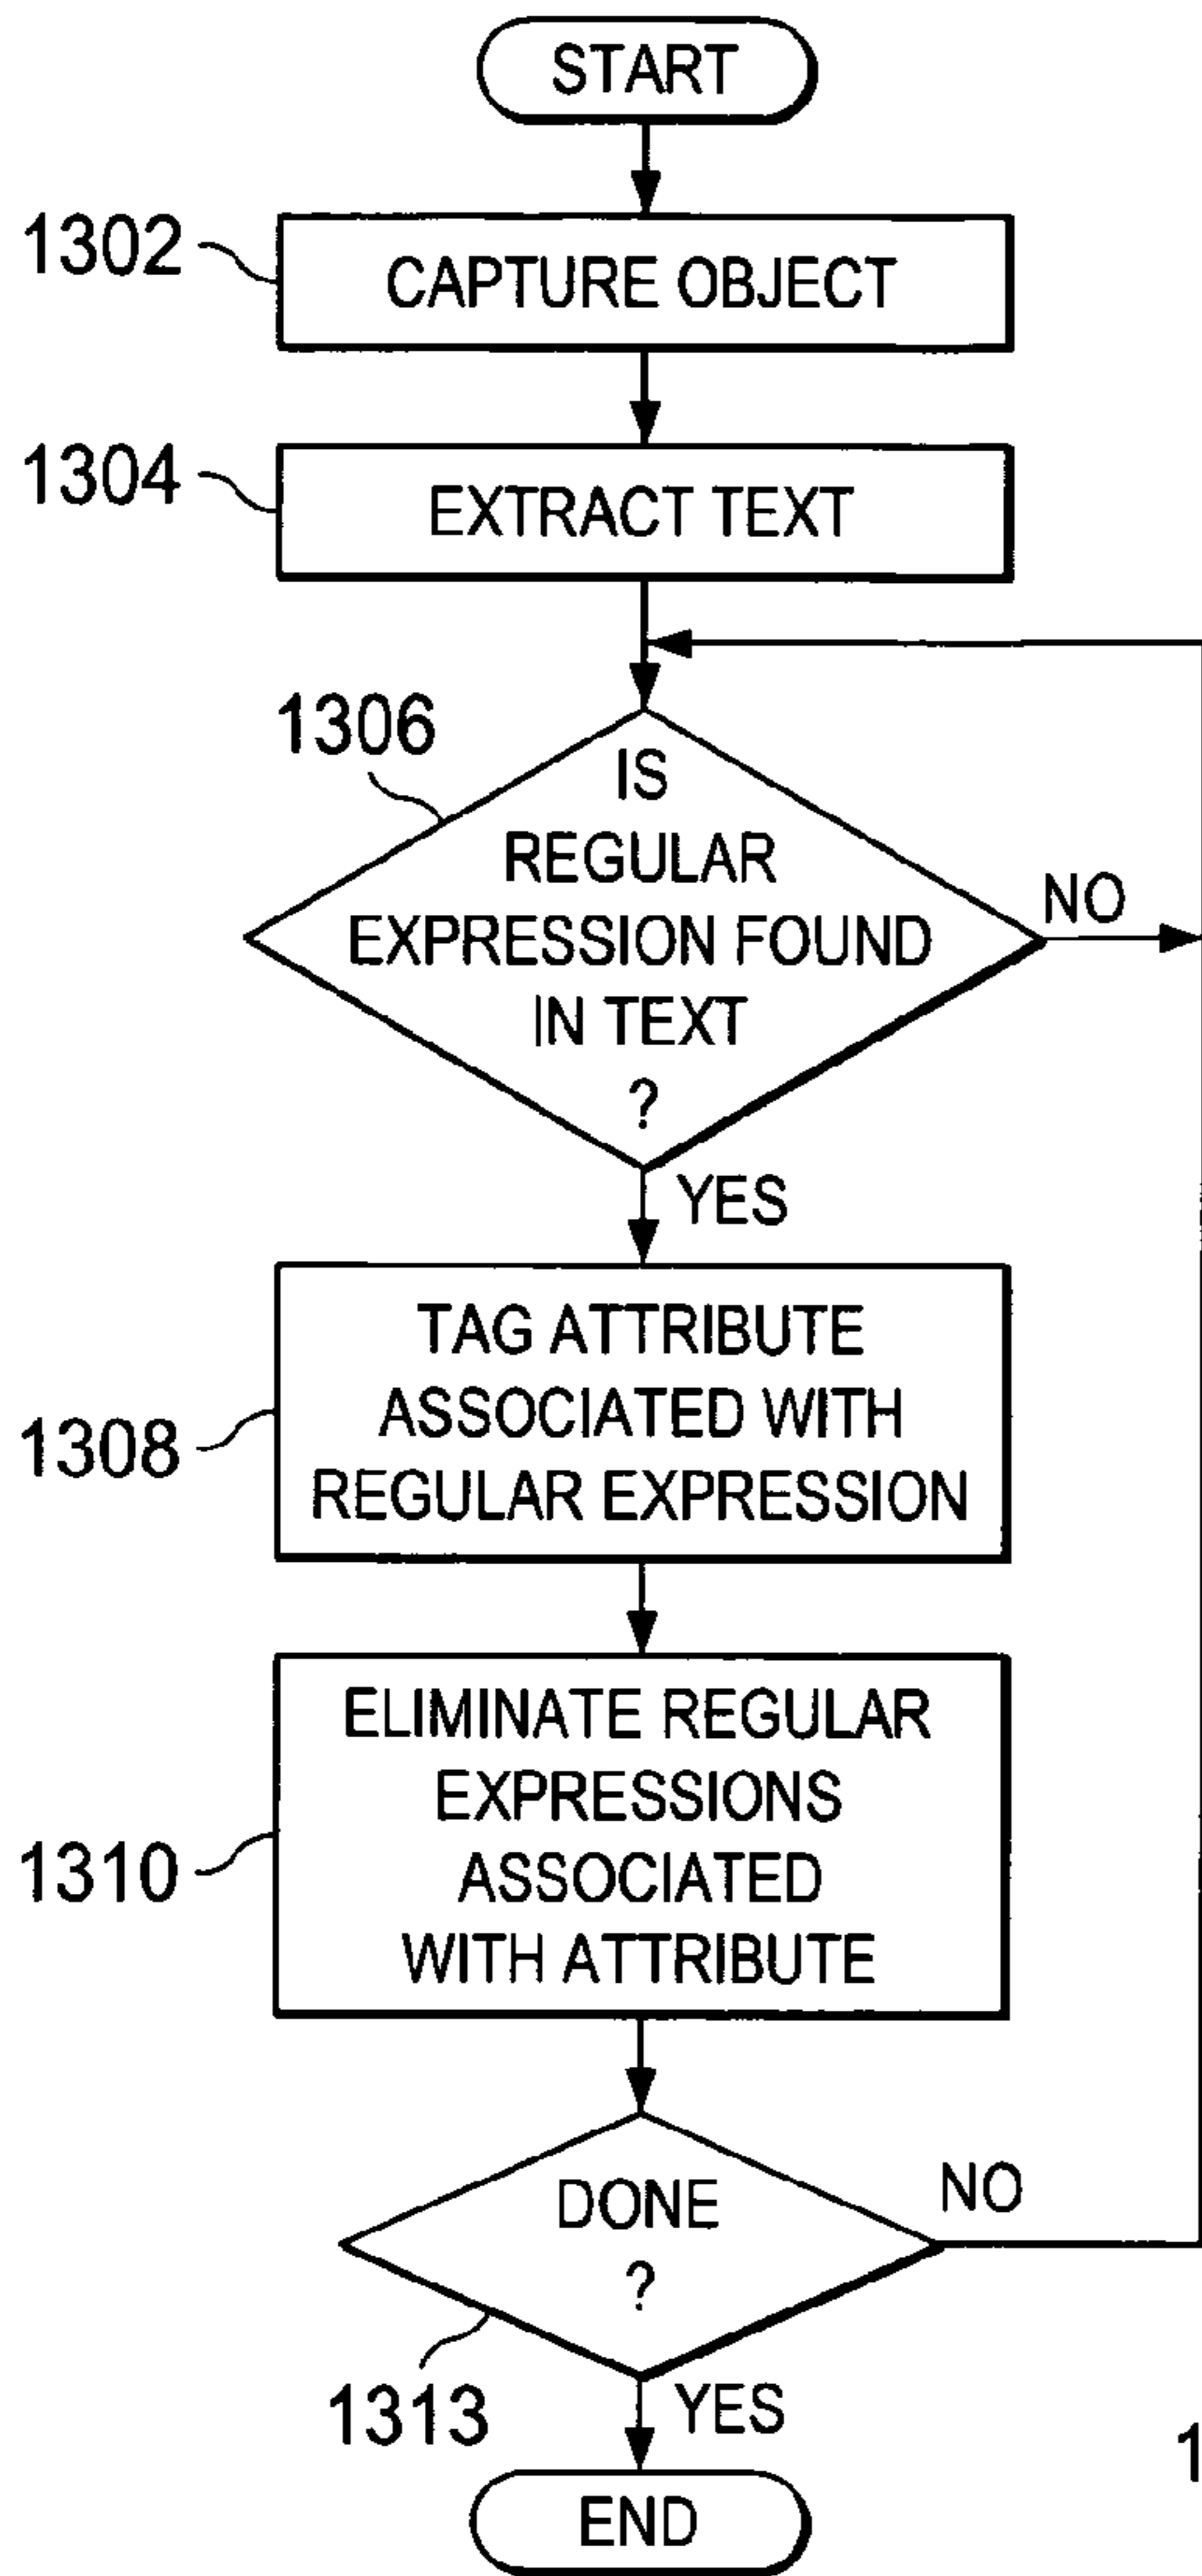 START
1302
CAPTURE OBJECT
1304
EXTRACT TEXT
1306
IS
REGULAR
EXPRESSION FOUND
IN TEXT
?
NO
YES
1308
TAG ATTRIBUTE
ASSOCIATED WITH
REGULAR EXPRESSION
1310
ELIMINATE REGULAR
EXPRESSIONS
ASSOCIATED
WITH ATTRIBUTE
DONE
?
NO
1313
YES
1
END